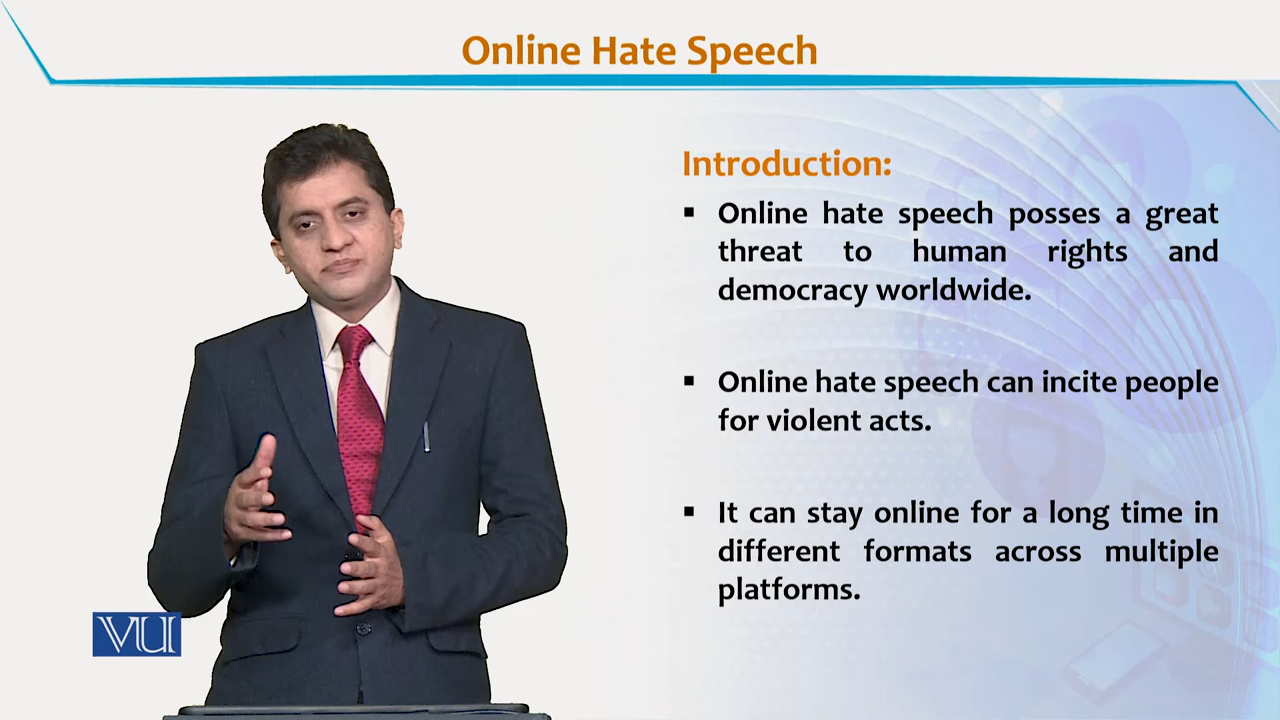 Online Hate Speech
Introduction:
Online hate speech posses a great
threat to human rights and
democracy worldwide.
Online hate speech can incite people
for violent acts.
It can stay online for a long time in
different formats across multiple
platforms.
VU